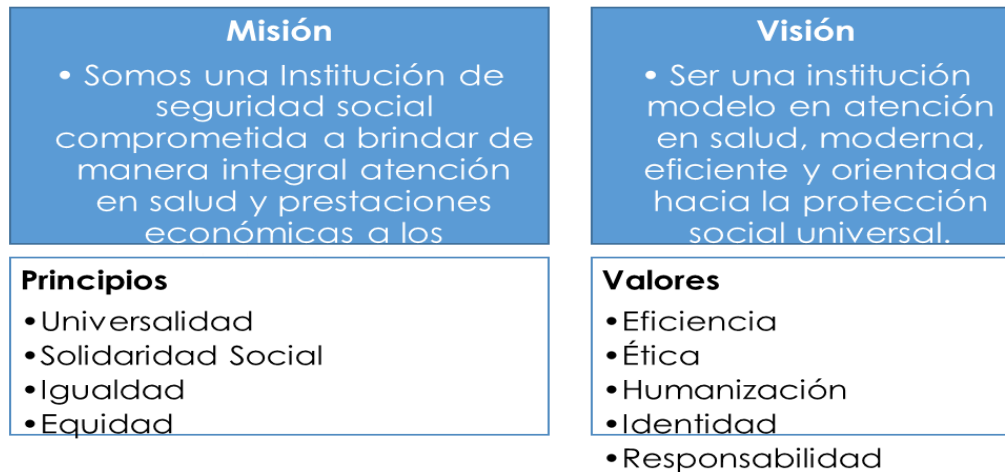 Misión
• Somos una Institución de
seguridad social
comprometida a brindar de
manera integral atención
en salud y prestaciones
económicas a los
Visión
• Ser una institución
modelo en atención
en salud, moderna,
eficiente y orientada
hacia la protección
social universal.
Principios
•Universalidad
•Solidaridad Social
•Igualdad
•Equidad
Valores
•Eficiencia
•Ética
•Humanización
•Identidad
•Responsabilidad